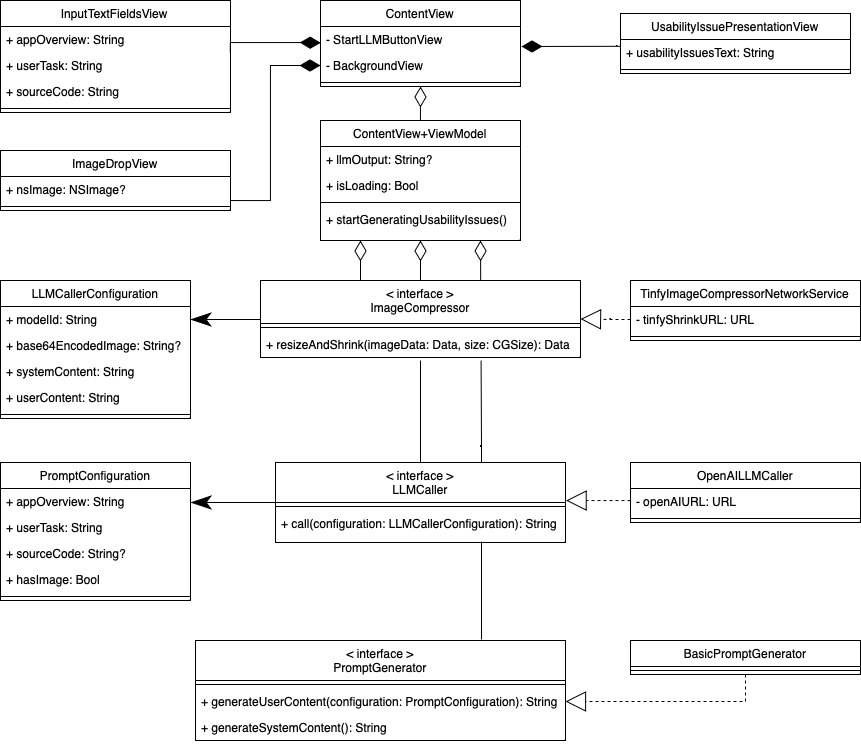 InputTextFieldsView
+ appOverview: String
+ userTask: String
+ sourceCode: String
ContentView
- StartLLMButtonView
- BackgroundView
UsabilityIssuePresentationView
+ usabilityIssuesText: String
ImageDropView
+ nsImage: NSImage?
ContentView+ViewModel
+ llmOutput: String?
+ isLoading: Bool
+ startGeneratingUsabilityIssues()
LLMCallerConfiguration
+ modelId: String
+ base64EncodedImage: String?
+ systemContent: String
+ userContent: String
< interface >
ImageCompressor
+ resizeAndShrink(imageData: Data, size: CGSize): Data
TinfyImageCompressorNetworkService
- tinfyShrinkURL: URL
PromptConfiguration
+ appOverview: String
+ userTask: String
+ sourceCode: String?
+ hasImage: Bool
< interface >
LLMCaller
+ call(configuration: LLMCallerConfiguration): String
OpenAILLMCaller
- openAIURL: URL
< interface >
PromptGenerator
+ generateUserContent(configuration: PromptConfiguration): String
+ generateSystemContent(): String
BasicPromptGenerator